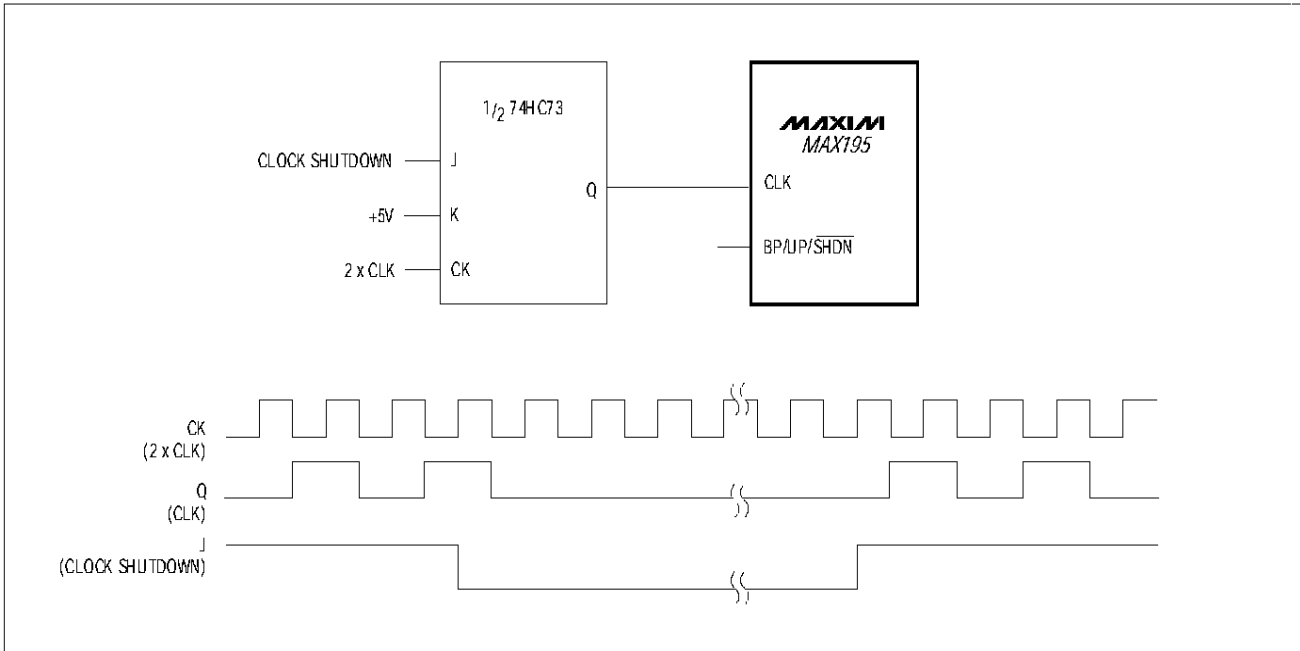 1/2 74HC73
CLOCK SHUTDOWN
J
+5V
K
2 x CLK
CK
Q
MAXIM
MAX195
CLK
BP/UP/SHDN
CK
(2 x CLK)
Q
(CLK)
J
(CLOCK SHUTDOWN)